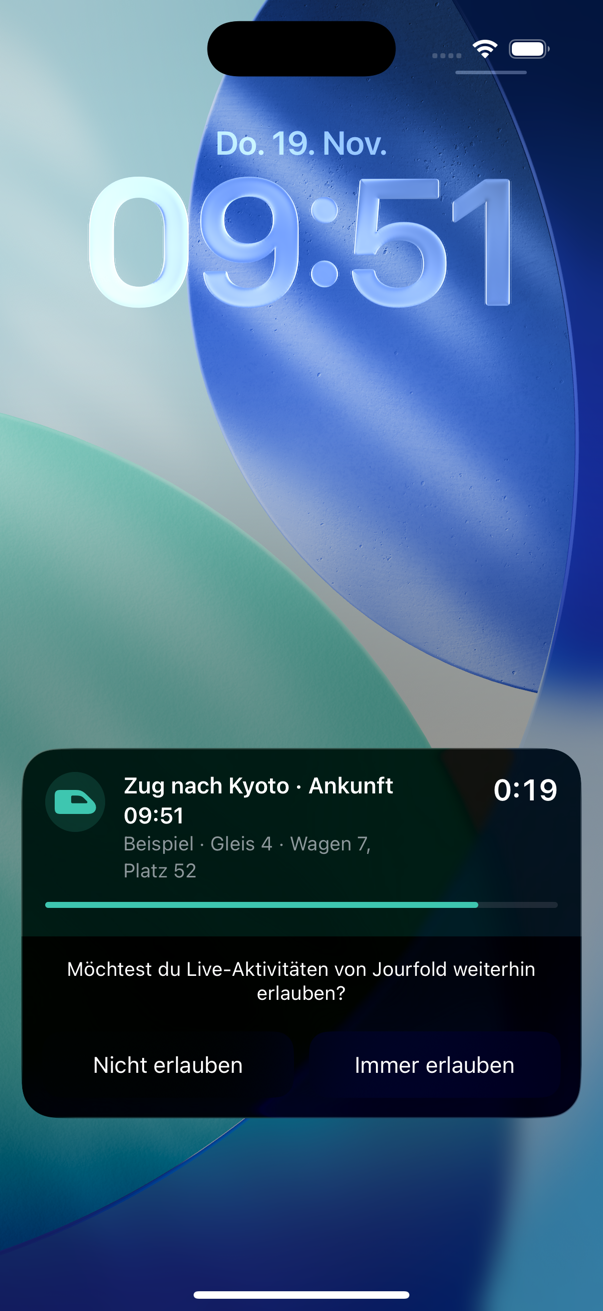 Do. 19. Nov.
09:51
Zug nach Kyoto · Ankunft
09:51
0:19
Beispiel · Gleis 4 · Wagen 7,
Platz 52
Möchtest du Live-Aktivitäten von Jourfold weiterhin
erlauben?
Nicht erlauben
Immer erlauben